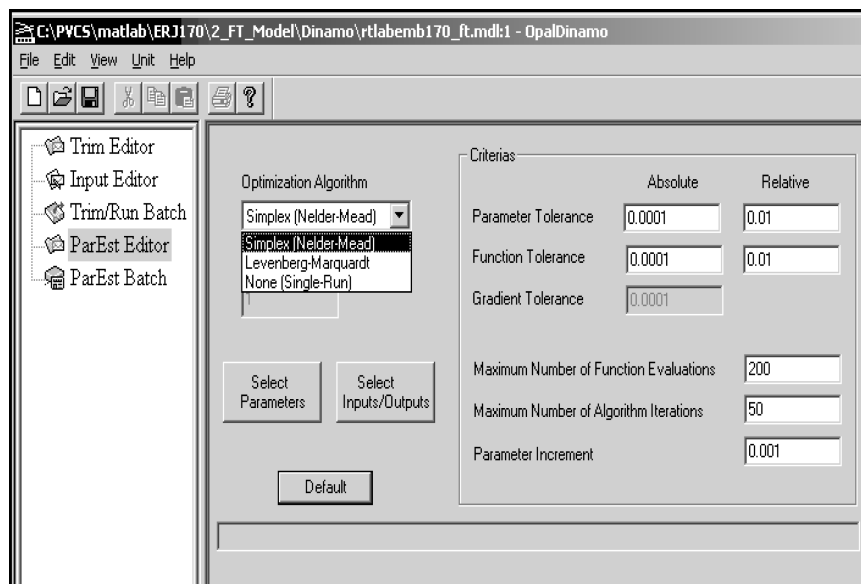 C:\PVCS\matlab\ERJ170\2_FT_Model\Dinamo\rtlabemb170_ft.mdl:1 - OpalDinamo
File Edit View Unit Help
Trim Editor
Input Editor
Trim/Run Batch
ParEst Editor
ParEst Batch
Optimization Algorithm
Simplex (Nelder-Mead)
Simplex (Nelder-Mead)
Levenberg-Marquardt
None (Single-Run)
1
Select
Parameters
Select
Inputs/Outputs
Default
Criterias
Absolute Relative
Parameter Tolerance 0.0001 0.01
Function Tolerance 0.0001 0.01
Gradient Tolerance 0.0001
Maximum Number of Function Evaluations 200
Maximum Number of Algorithm Iterations 50
Parameter Increment 0.001